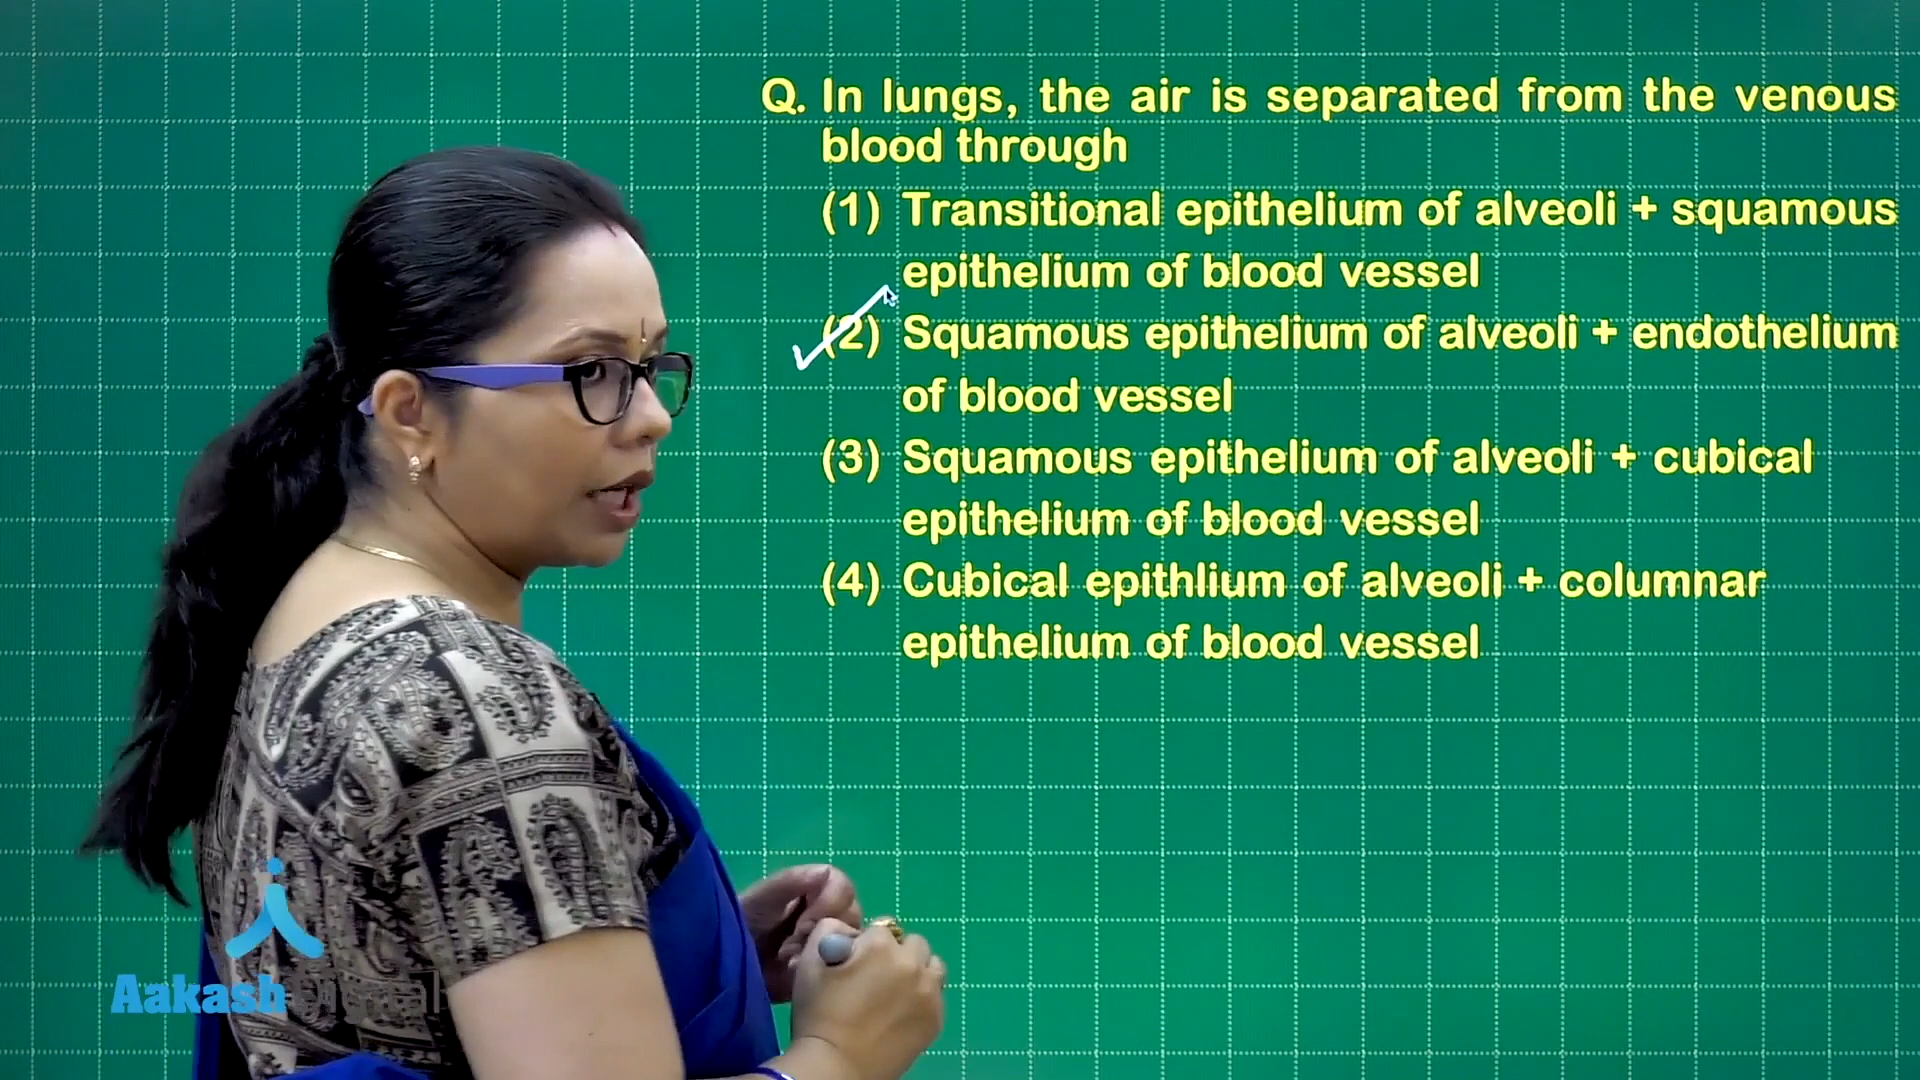 Q. In lungs, the air is separated from the venous
blood through
(1) Transitional epithelium of alveoli + squamous
epithelium of blood vessel
(2) Squamous epithelium of alveoli + endothelium
of blood vessel
(3) Squamous epithelium of alveoli + cubical
epithelium of blood vessel
(4) Cubical epithlium of alveoli + columnar
epithelium of blood vessel
Aakash Digital